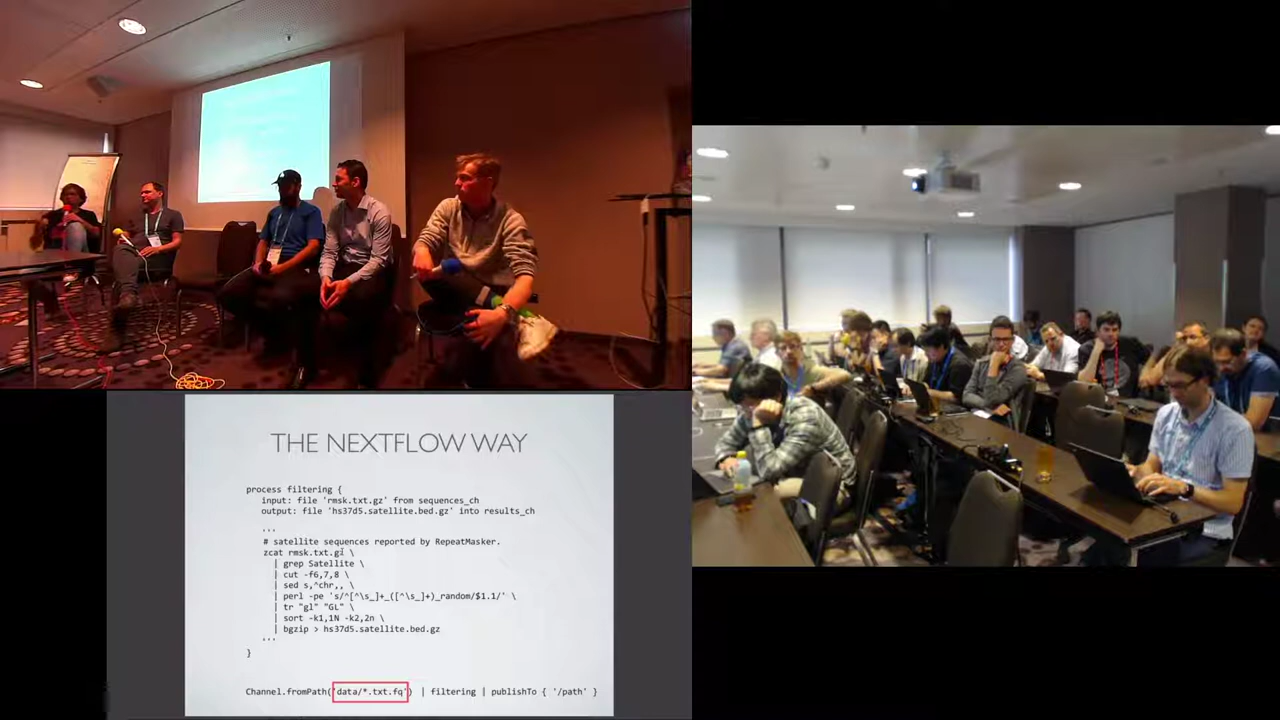 THE NEXTFLOW WAY
process filtering {
input: file 'rmsk.txt.gz' from sequences_ch
output: file 'hs37d5.satellite.bed.gz' into results_ch
'''
# satellite sequences reported by RepeatMasker.
zcat rmsk.txt.gz \
| grep Satellite \
| cut -f6,7,8 \
| sed s,^chr,, \
| perl -pe 's/^[^\s_]+_([^\s_]+)_random/$1.1/' \
| tr "gl" "GL" \
| sort -k1,1N -k2,2n \
| bgzip > hs37d5.satellite.bed.gz
'''
}
Channel.fromPath('data/*.txt.fq') | filtering | publishTo { '/path' }